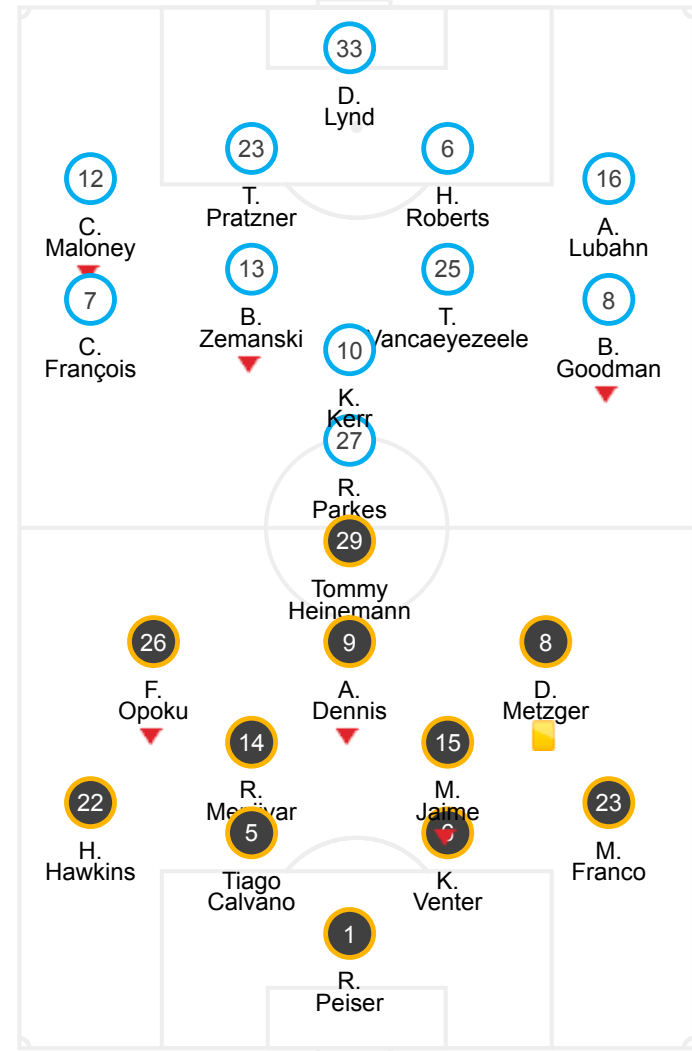 33
D.
Lynd
23
T.
Pratzner
6
H.
Roberts
12
C.
Maloney
16
A.
Lubahn
13
B.
Zemanski
25
T.
Vancaeyezeele
7
C.
François
8
B.
Goodman
10
K.
Kerr
27
R.
Parkes
29
Tommy
Heinemann
26
F.
Opoku
9
A.
Dennis
8
D.
Metzger
14
R.
15
M.
Jaime
22
H.
Hawkins
23
M.
Franco
5
Tiago
Calvano
K.
Venter
1
R.
Peiser